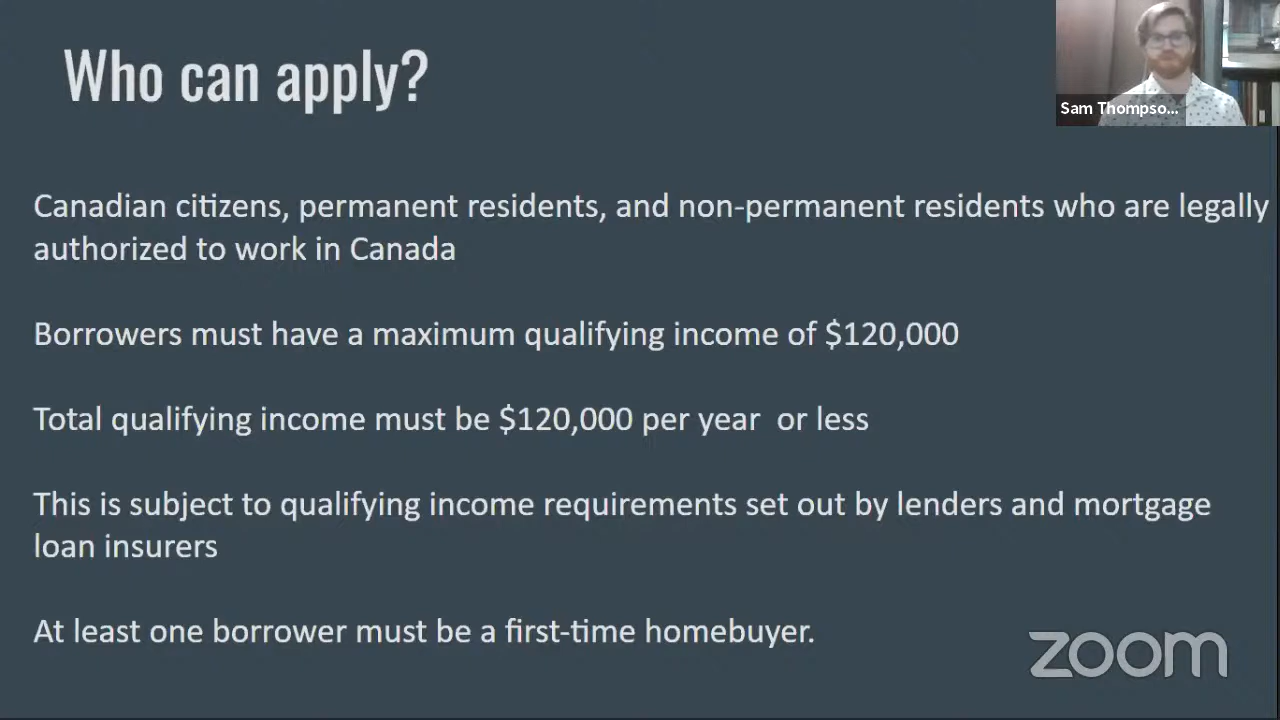 Who can apply?
Sam Thompso...
Canadian citizens, permanent residents, and non-permanent residents who are legally
authorized to work in Canada
Borrowers must have a maximum qualifying income of $120,000
Total qualifying income must be $120,000 per year  or less
This is subject to qualifying income requirements set out by lenders and mortgage
loan insurers
At least one borrower must be a first-time homebuyer.
zoom